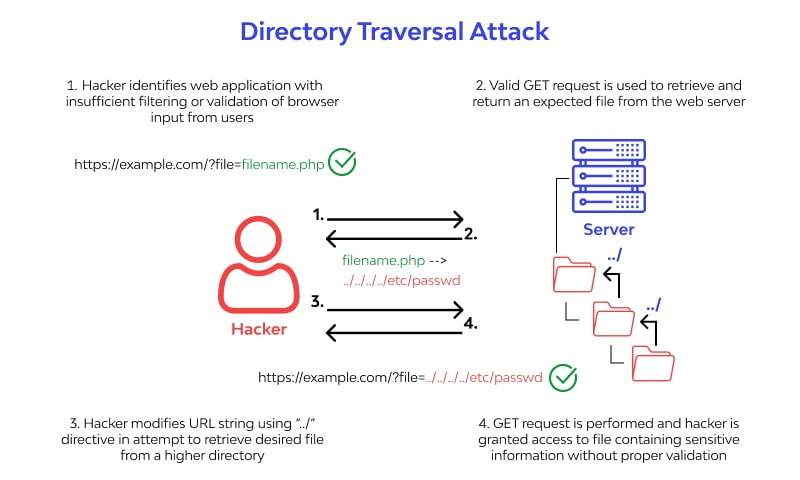 Directory Traversal Attack
1. Hacker identifies web application with
insufficient filtering or validation of browser
input from users
2. Valid GET request is used to retrieve and
return an expected file from the web server
https://example.com/?file=filename.php
Server
1.
2.
filename.php -->
../../../../etc/passwd
3.
4.
Hacker
../
../
https://example.com/?file=../../../../etc/passwd
3. Hacker modifies URL string using “../“
directive in attempt to retrieve desired file
from a higher directory
4. GET request is performed and hacker is
granted access to file containing sensitive
information without proper validation